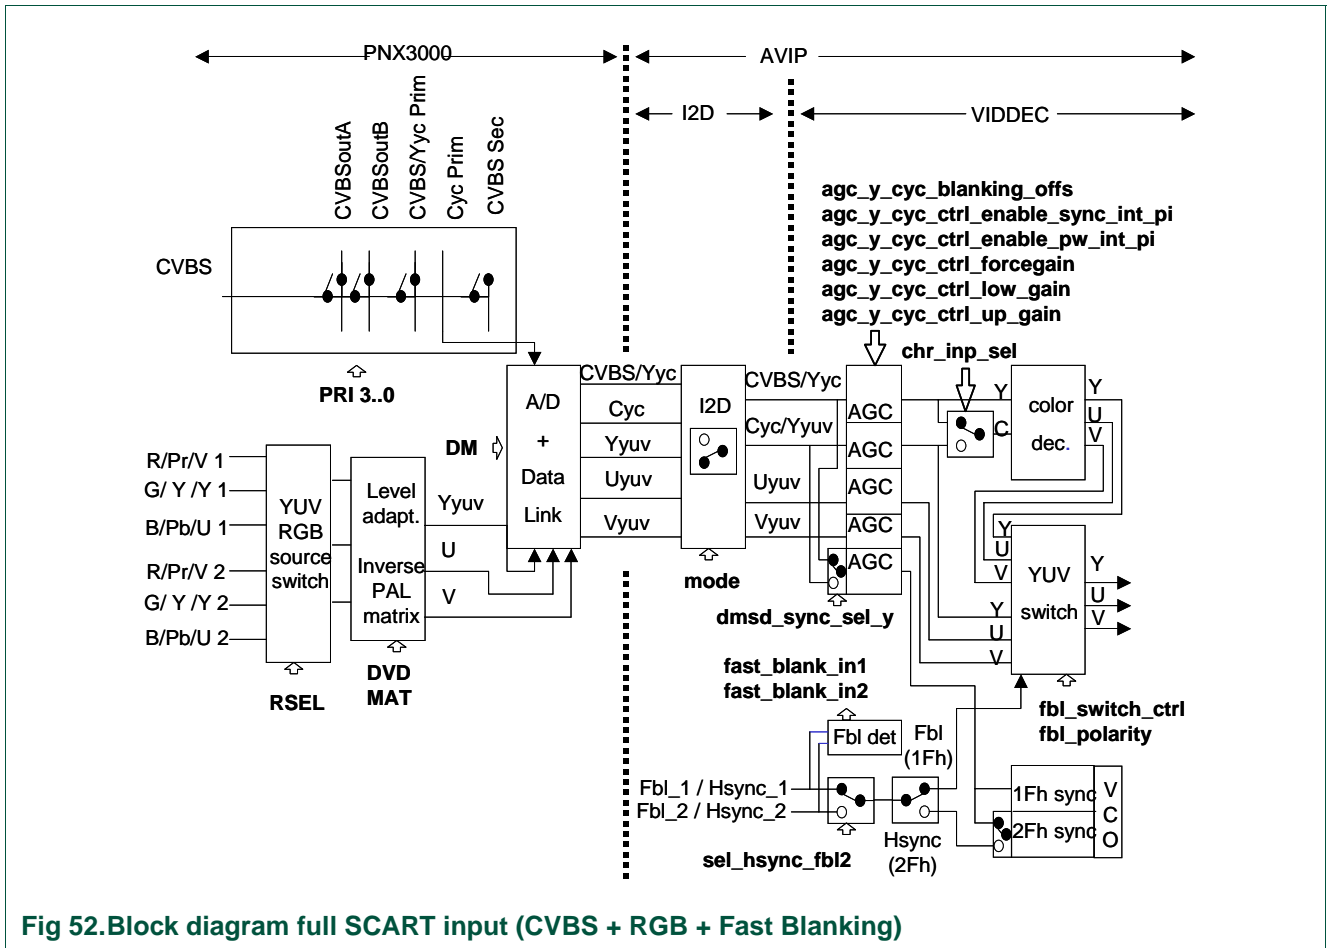 PNX3000
AVIP
I2D
VIDDEC
CVBSoutA
CVBSoutB
CVBS/Yyc Prim
Cyc Prim
CVBS Sec
agc_y_cyc_blanking_offs
agc_y_cyc_ctrl_enable_sync_int_pi
agc_y_cyc_ctrl_enable_pw_int_pi
agc_y_cyc_ctrl_forcegain
agc_y_cyc_ctrl_low_gain
agc_y_cyc_ctrl_up_gain
CVBS
chr_inp_sel
PRI 3..0
CVBS/Yyc
Cyc
Yyuv
Uyuv
Vyuv
A/D
+
Data
Link
DM
I2D
mode
CVBS/Yyc
Cyc/Yyuv
Uyuv
Vyuv
AGC
AGC
AGC
AGC
AGC
Y
C
color
dec.
Y
U
V
R/Pr/V 1
G/ Y /Y 1
B/Pb/U 1
R/Pr/V 2
G/ Y /Y 2
B/Pb/U 2
YUV
RGB
source
switch
RSEL
Level
adapt.
Inverse
PAL
matrix
DVD
MAT
Yyuv
U
V
dmsd_sync_sel_y
Y
U
V
Y
U
V
YUV
switch
Y
U
V
fbl_switch_ctrl
fbl_polarity
fast_blank_in1
fast_blank_in2
Fbl det
Fbl
(1Fh)
Fbl_1 / Hsync_1
Fbl_2 / Hsync_2
sel_hsync_fbl2
Hsync
(2Fh)
1Fh sync
2Fh sync
V
C
O
Fig 52.Block diagram full SCART input (CVBS + RGB + Fast Blanking)